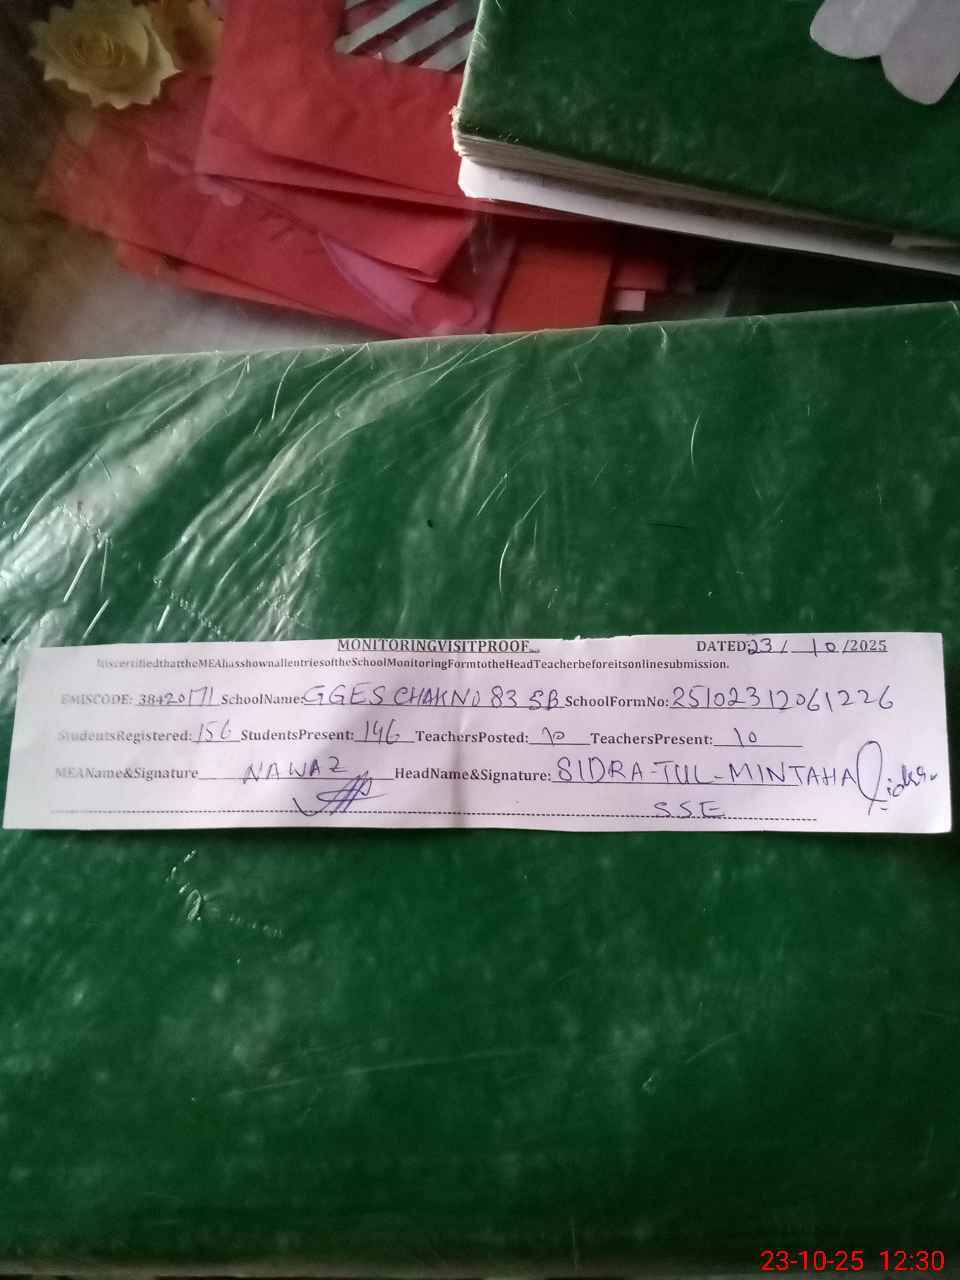 MONITORINGVISITPROOF DATED:23/ 10/2025
ItiscertifiedthattheMEAhasshownallentriesoftheSchoolMonitoringFormtotheHeadTeacherbeforeitsonlinesubmission.
EMISCODE: 38420171 SchoolName: GGES CHAK NO 83 SB SchoolFormNo: 25102312061226
StudentsRegistered: 156 StudentsPresent: 146 TeachersPosted: 10 TeachersPresent: 10
MEAName&Signature NAWAZ HeadName&Signature: SIDRA-TUL-MINTAHA
SSE
23-10-25 12:30